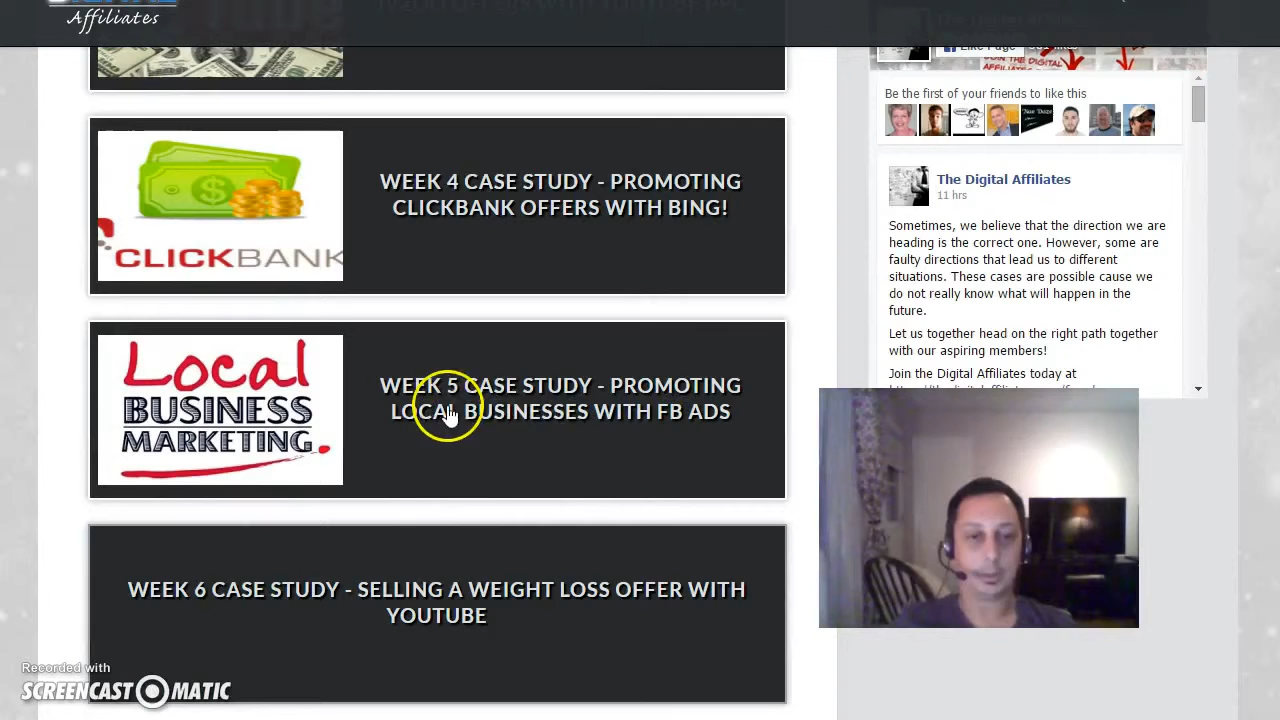 Affiliates
WEEK 4 CASE STUDY - PROMOTING
CLICKBANK OFFERS WITH BING!
CLICKBANK
Local
BUSINESS
MARKETING
WEEK 5 CASE STUDY - PROMOTING
LOCAL BUSINESSES WITH FB ADS
WEEK 6 CASE STUDY - SELLING A WEIGHT LOSS OFFER WITH
YOUTUBE
Recorded with
SCREENCAST MATIC
Like Page
Be the first of your friends to like this
The Digital Affiliates
11 hrs
Sometimes, we believe that the direction we are
heading is the correct one. However, some are
faulty directions that lead us to different
situations. These cases are possible cause we
do not really know what will happen in the
future.
Let us together head on the right path together
with our aspiring members!
Join the Digital Affiliates today at